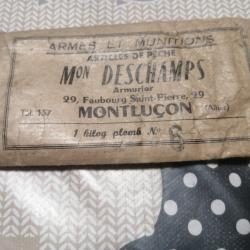 ARMES ET MUNITIONS
ARTICLES DE PÊCHE
MON DESCHAMPS
Armurier
29, Faubourg Saint-Pierre, 29
Tél. 157 MONTLUÇON (Allier)
1 kilog plomb No 8